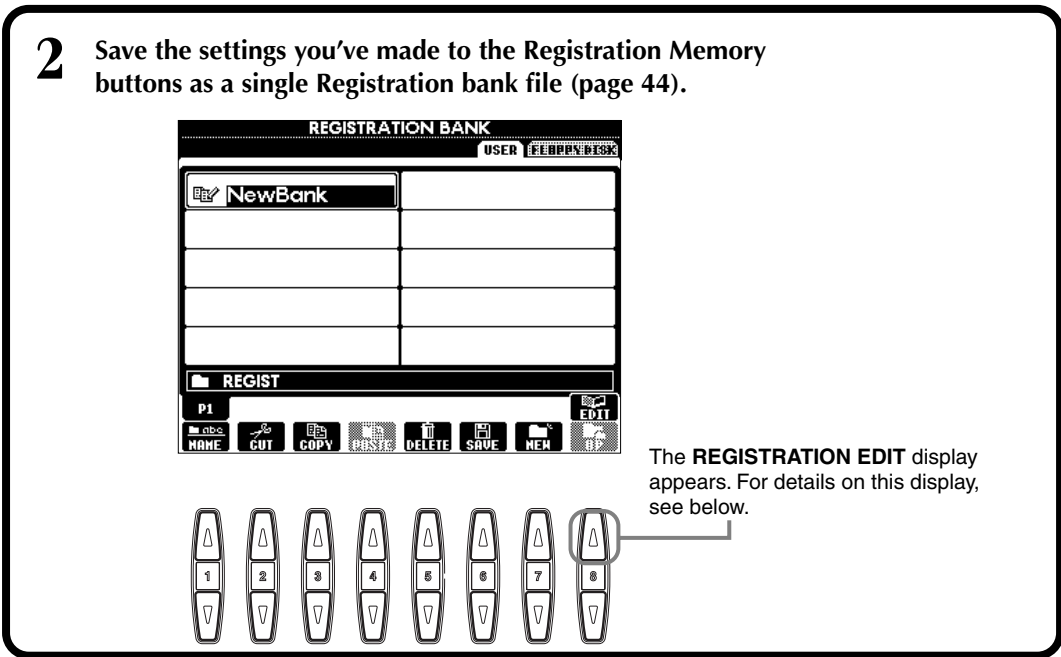 2 Save the settings you've made to the Registration Memory
buttons as a single Registration bank file (page 44).
REGISTRATION BANK
USER FLOPPY DISK
NewBank
REGIST
P1
EDIT
NAME CUT COPY PASTE DELETE SAVE NEW UP
The REGISTRATION EDIT display
appears. For details on this display,
see below.
1 2 3 4 5 6 7 8